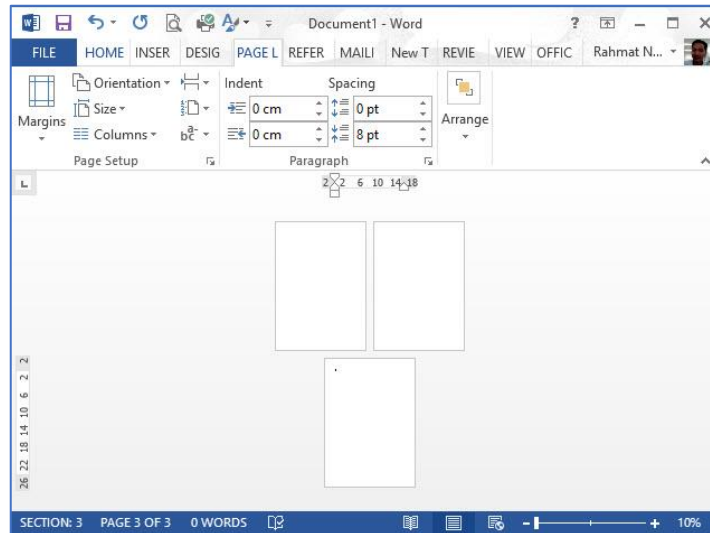 Document1 - Word
FILE HOME INSER DESIG PAGE L REFER MAILI New T REVIE VIEW OFFIC Rahmat N...
Orientation Indent Spacing
Margins Size 0 cm 0 pt Arrange
Columns 0 cm 8 pt
Page Setup Paragraph
2 2 6 10 14 18
2
2
6
10
14
18
22
26
SECTION: 3 PAGE 3 OF 3 0 WORDS 10%